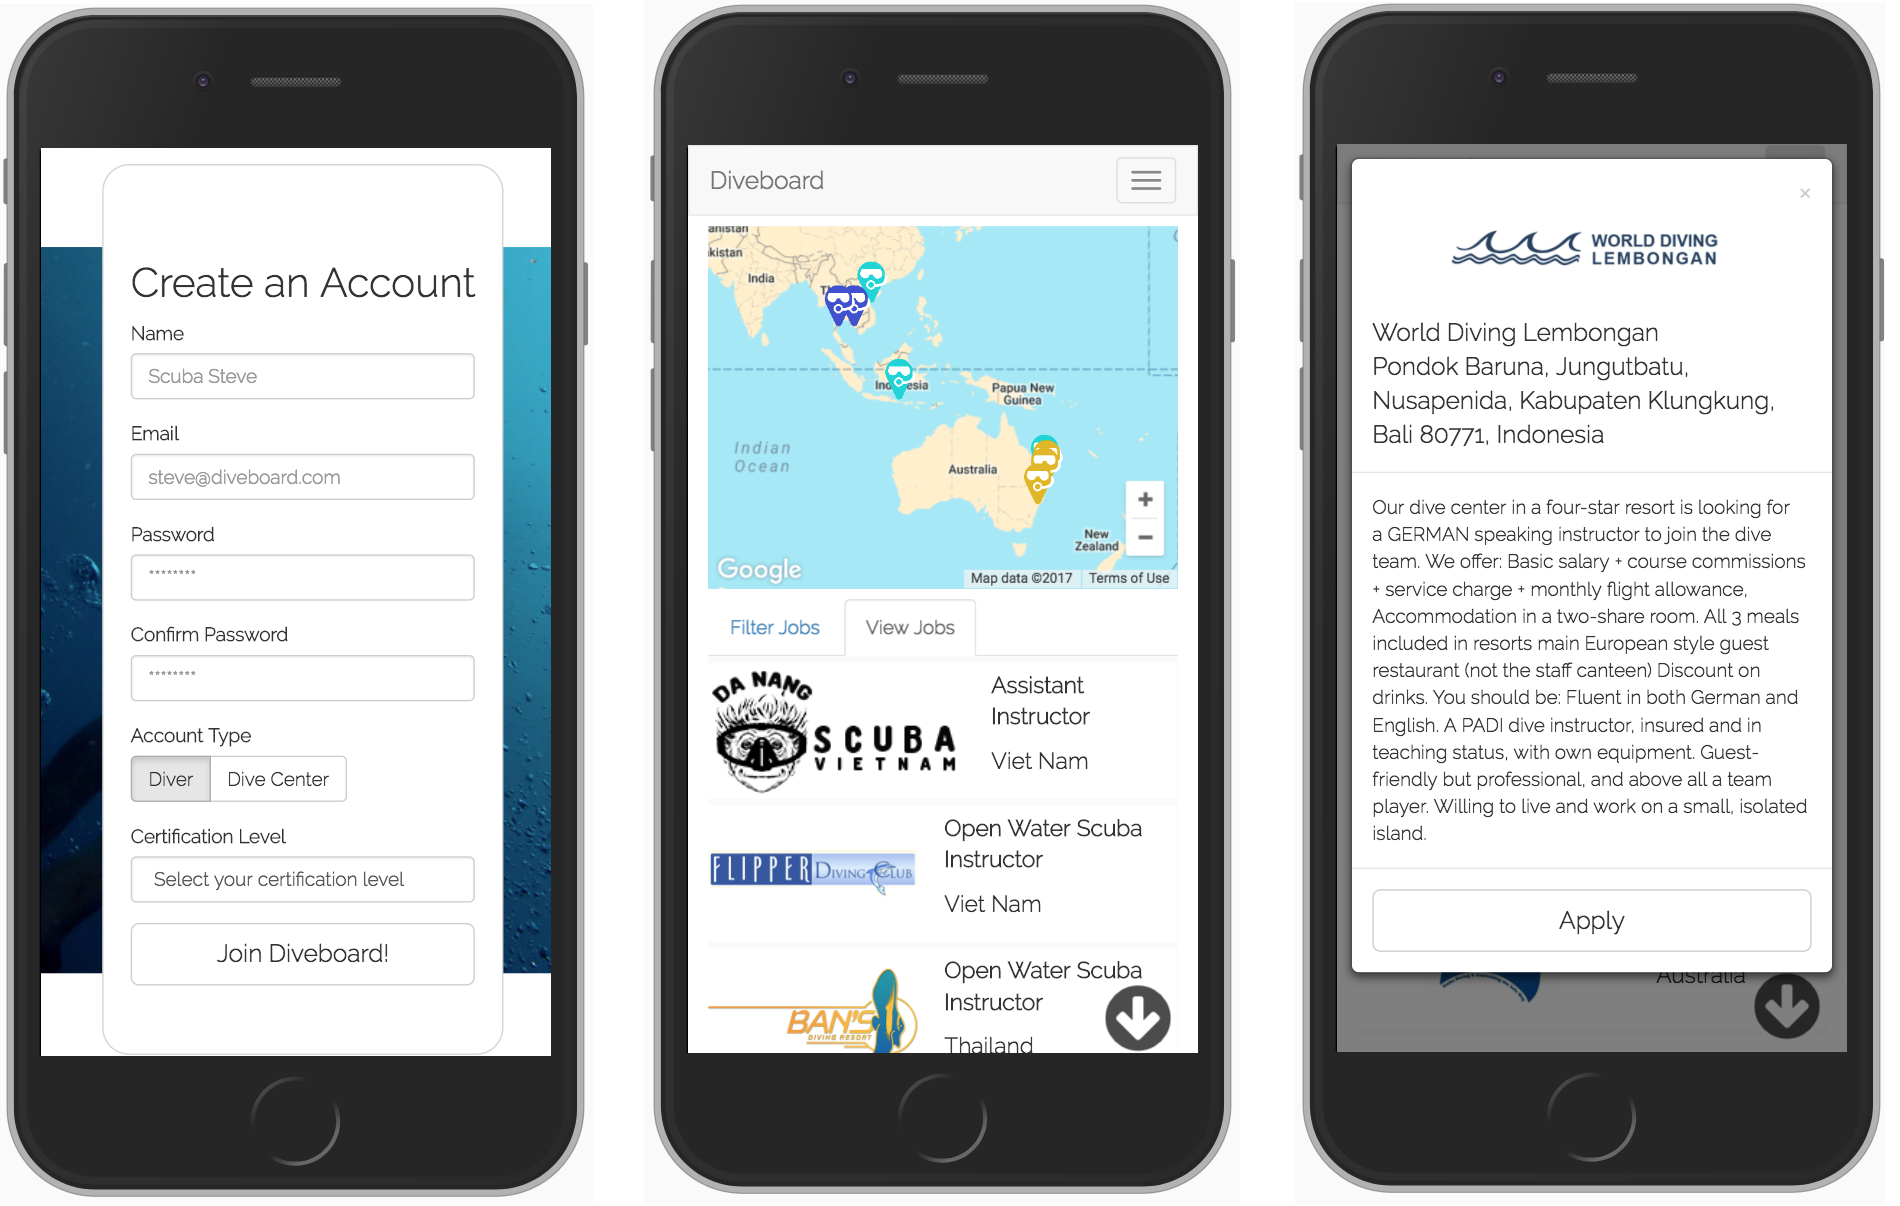 Create an Account
Name
Scuba Steve
Email
steve@diveboard.com
Password
********
Confirm Password
********
Account Type
Diver
Dive Center
Certification Level
Select your certification level
Join Diveboard!
Diveboard
anistan
kistan
India
Indonesia
Papua New
Guinea
Indian
Ocean
Australia
+
New
Zealand
−
Google
Map data ©2017
Terms of Use
Filter Jobs
View Jobs
DA NANG
SCUBA
VIETNAM
Assistant
Instructor
Viet Nam
FLIPPER DIVING CLUB
Open Water Scuba
Instructor
Viet Nam
BAN'S
DIVING RESORT
Open Water Scuba
Instructor
Thailand
×
WORLD DIVING
LEMBONGAN
World Diving Lembongan
Pondok Baruna, Jungutbatu,
Nusapenida, Kabupaten Klungkung,
Bali 80771, Indonesia
Our dive center in a four-star resort is looking for
a GERMAN speaking instructor to join the dive
team. We offer: Basic salary + course commissions
+ service charge + monthly flight allowance,
Accommodation in a two-share room. All 3 meals
included in resorts main European style guest
restaurant (not the staff canteen) Discount on
drinks. You should be: Fluent in both German and
English. A PADI dive instructor, insured and in
teaching status, with own equipment. Guest-
friendly but professional, and above all a team
player. Willing to live and work on a small, isolated
island.
Apply
Australia